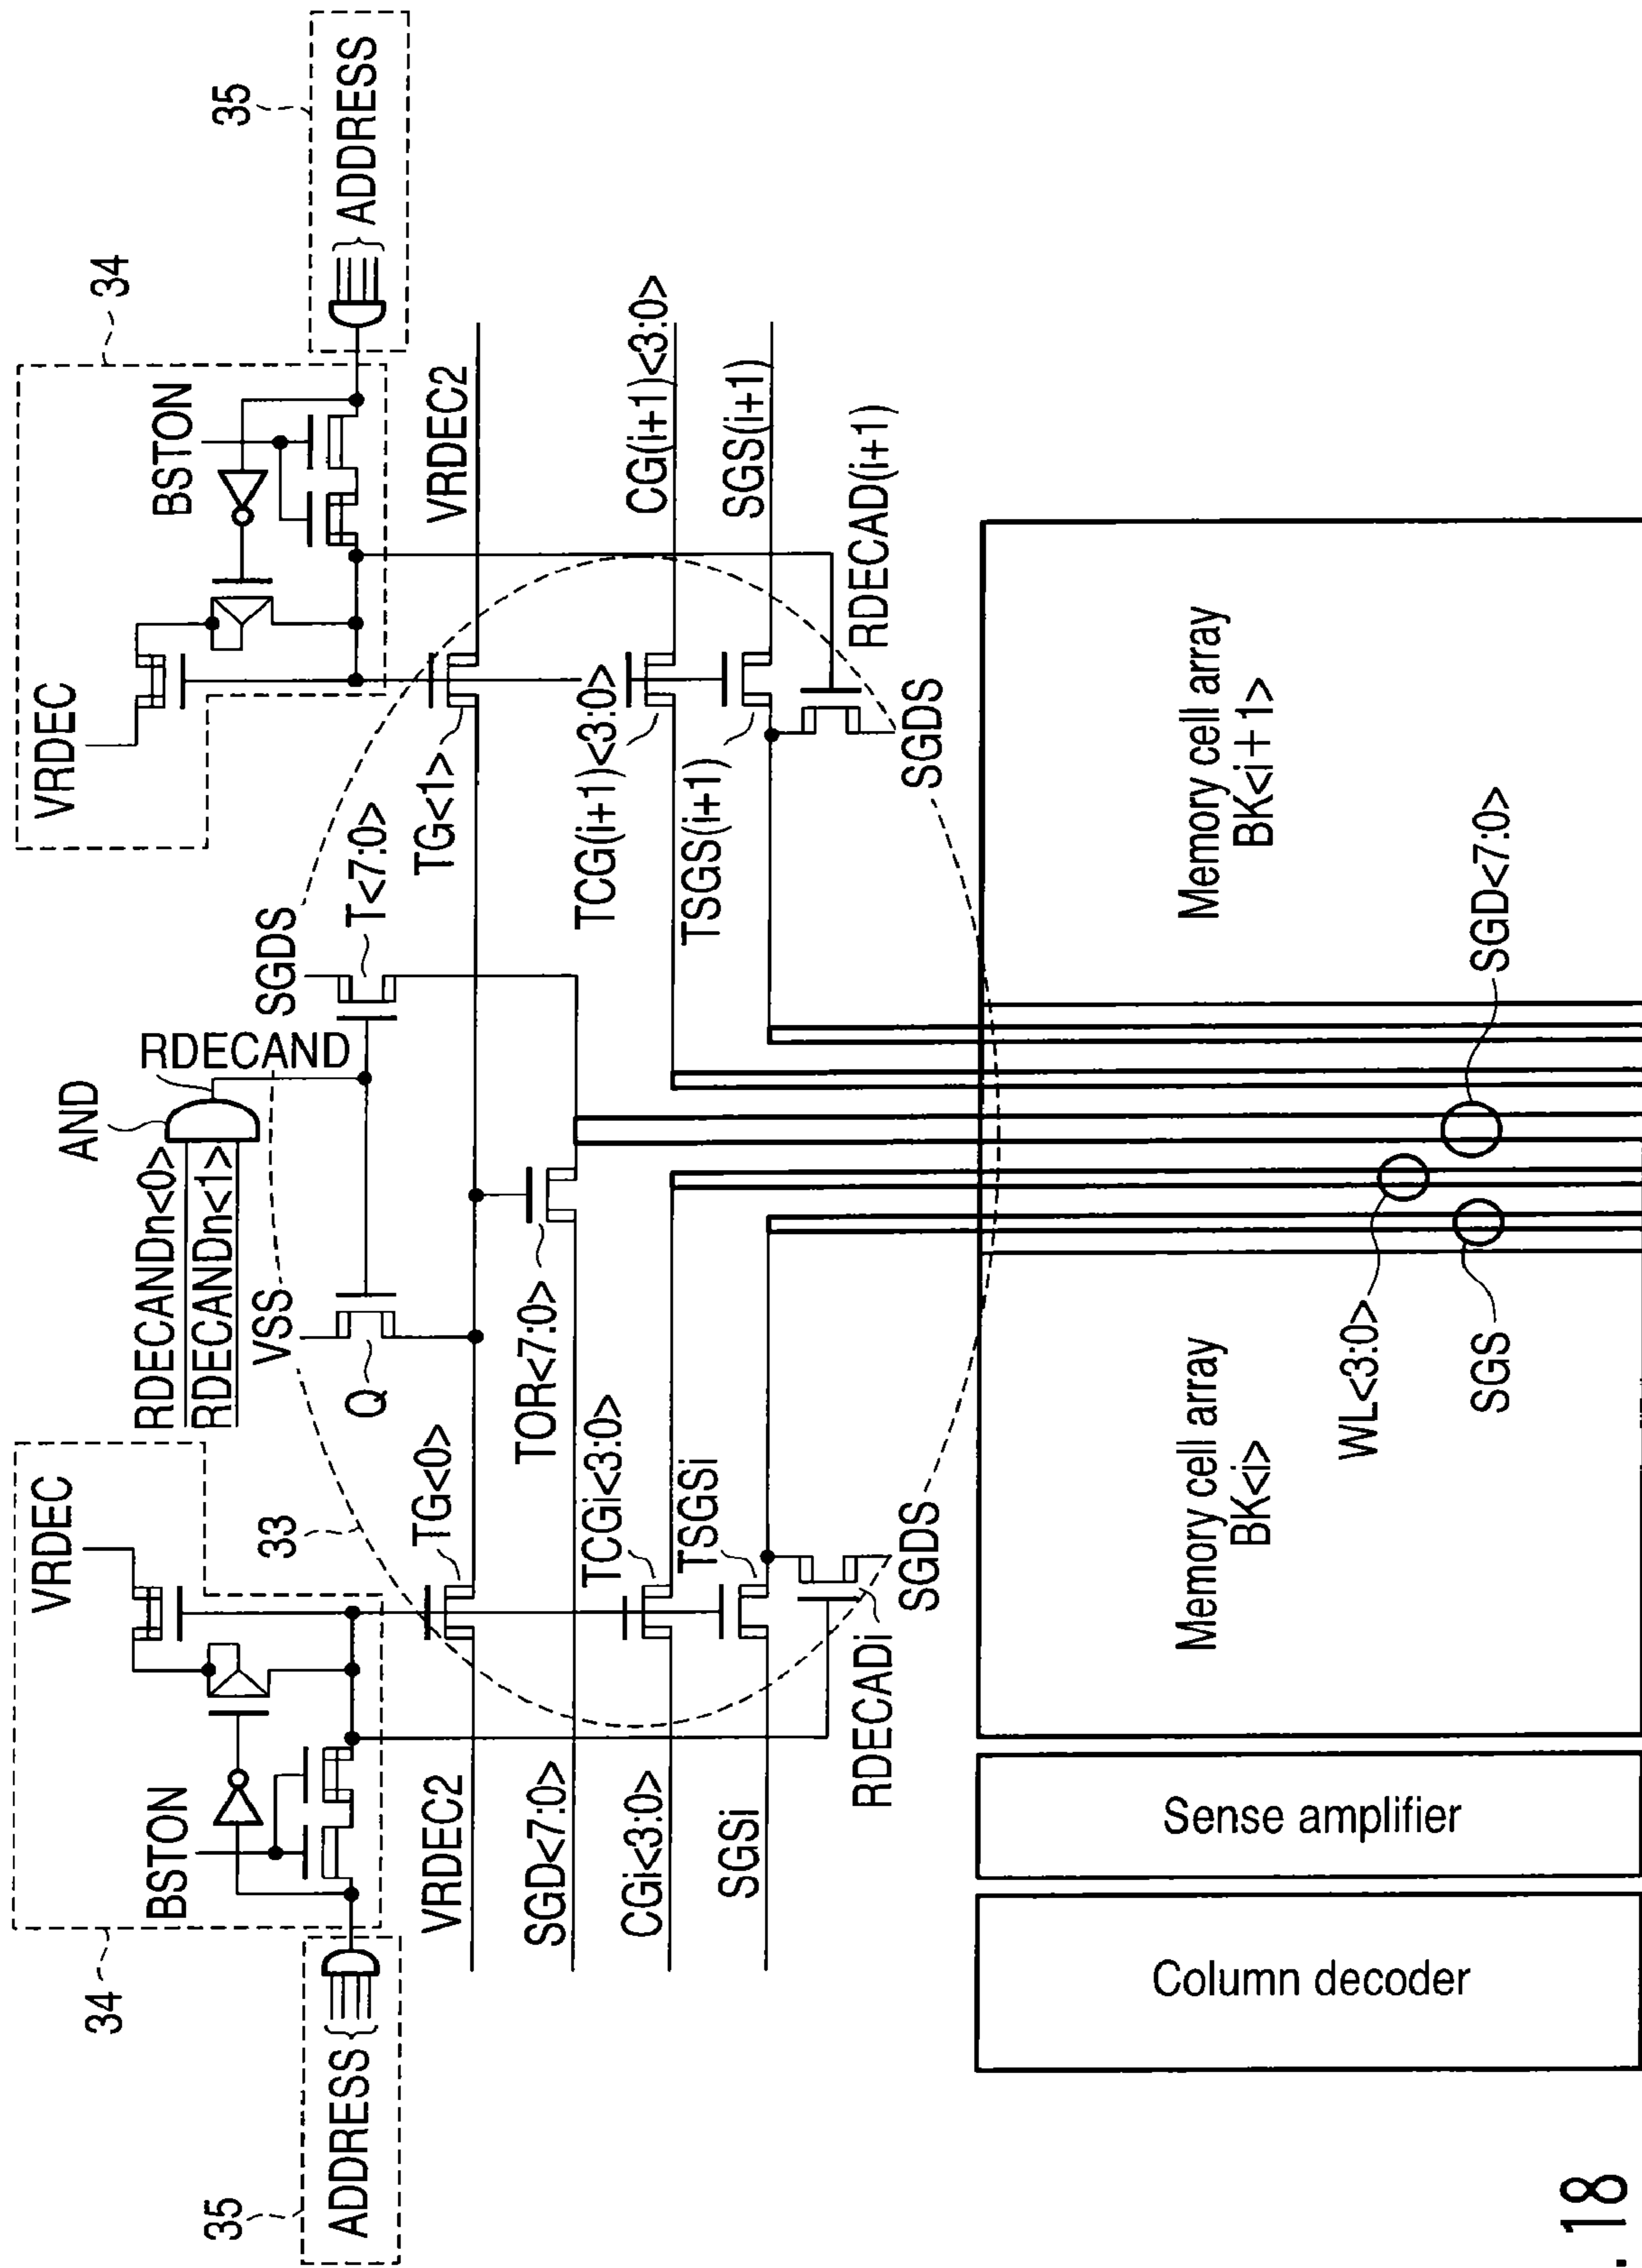 35
ADDRESS
34
BSTON
VRDEC
RDECANDn<0>
RDECANDn<1>
AND
RDECAND
VRDEC
BSTON
34
ADDRESS
35
33
VSS
Q
SGDS
T<7:0>
VRDEC2
TG<0>
TG<1>
VRDEC2
SGD<7:0>
TOR<7:0>
CGi<3:0>
TCGi<3:0>
TCG(i+1)<3:0>
CG(i+1)<3:0>
SGSi
TSGSi
TSGS(i+1)
SGS(i+1)
RDECADi
SGDS
SGDS
RDECAD(i+1)
Column decoder
Sense amplifier
Memory cell array
BK<i>
Memory cell array
BK<i+1>
WL<3:0>
SGS
SGD<7:0>
. 18